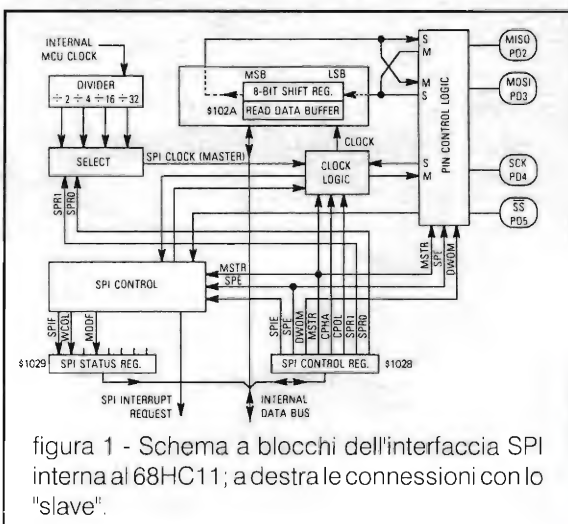 INTERNAL
MCU CLOCK
DIVIDER
÷2 ÷4 ÷16 ÷32
SELECT
SPR1
SPR0
SPI CLOCK (MASTER)
MSB LSB
8-BIT SHIFT REG.
READ DATA BUFFER
$102A
CLOCK
CLOCK
LOGIC
S
M
M
S
S
M
PIN CONTROL LOGIC
MISO
PD2
MOSI
PD3
SCK
PD4
SS
PD5
MSTR
SPE
DWOM
SPI CONTROL
MSTR
SPE
SPIF
WCOL
MODF
SPIE
SPE
DWOM
MSTR
CPHA
CPOL
SPR1
SPR0
$1029
SPI STATUS REG.
SPI CONTROL REG.
$1028
SPI INTERRUPT
REQUEST
INTERNAL
DATA BUS
figura 1 - Schema a blocchi dell'interfaccia SPI
interna al 68HC11; a destra le connessioni con lo
"slave".